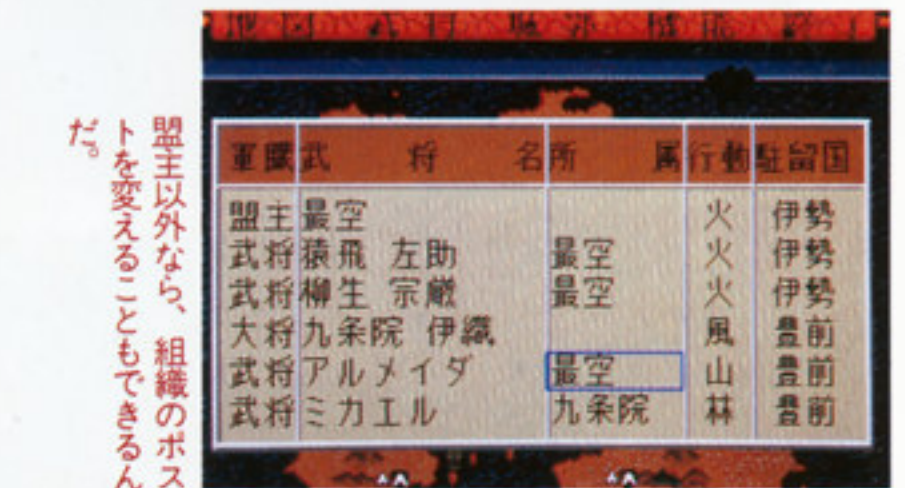 盟主以外なら、組織のポス
トを変えることもできるん
だ。
軍職 武将名 所属 行動 駐留国
盟主 最空 火 伊勢
武将 猿飛 左助 最空 火 伊勢
武将 柳生 宗厳 最空 火 伊勢
大将 九条院 伊織 風 豊前
武将 アルメイダ 最空 山 豊前
武将 ミカエル 九条院 林 豊前